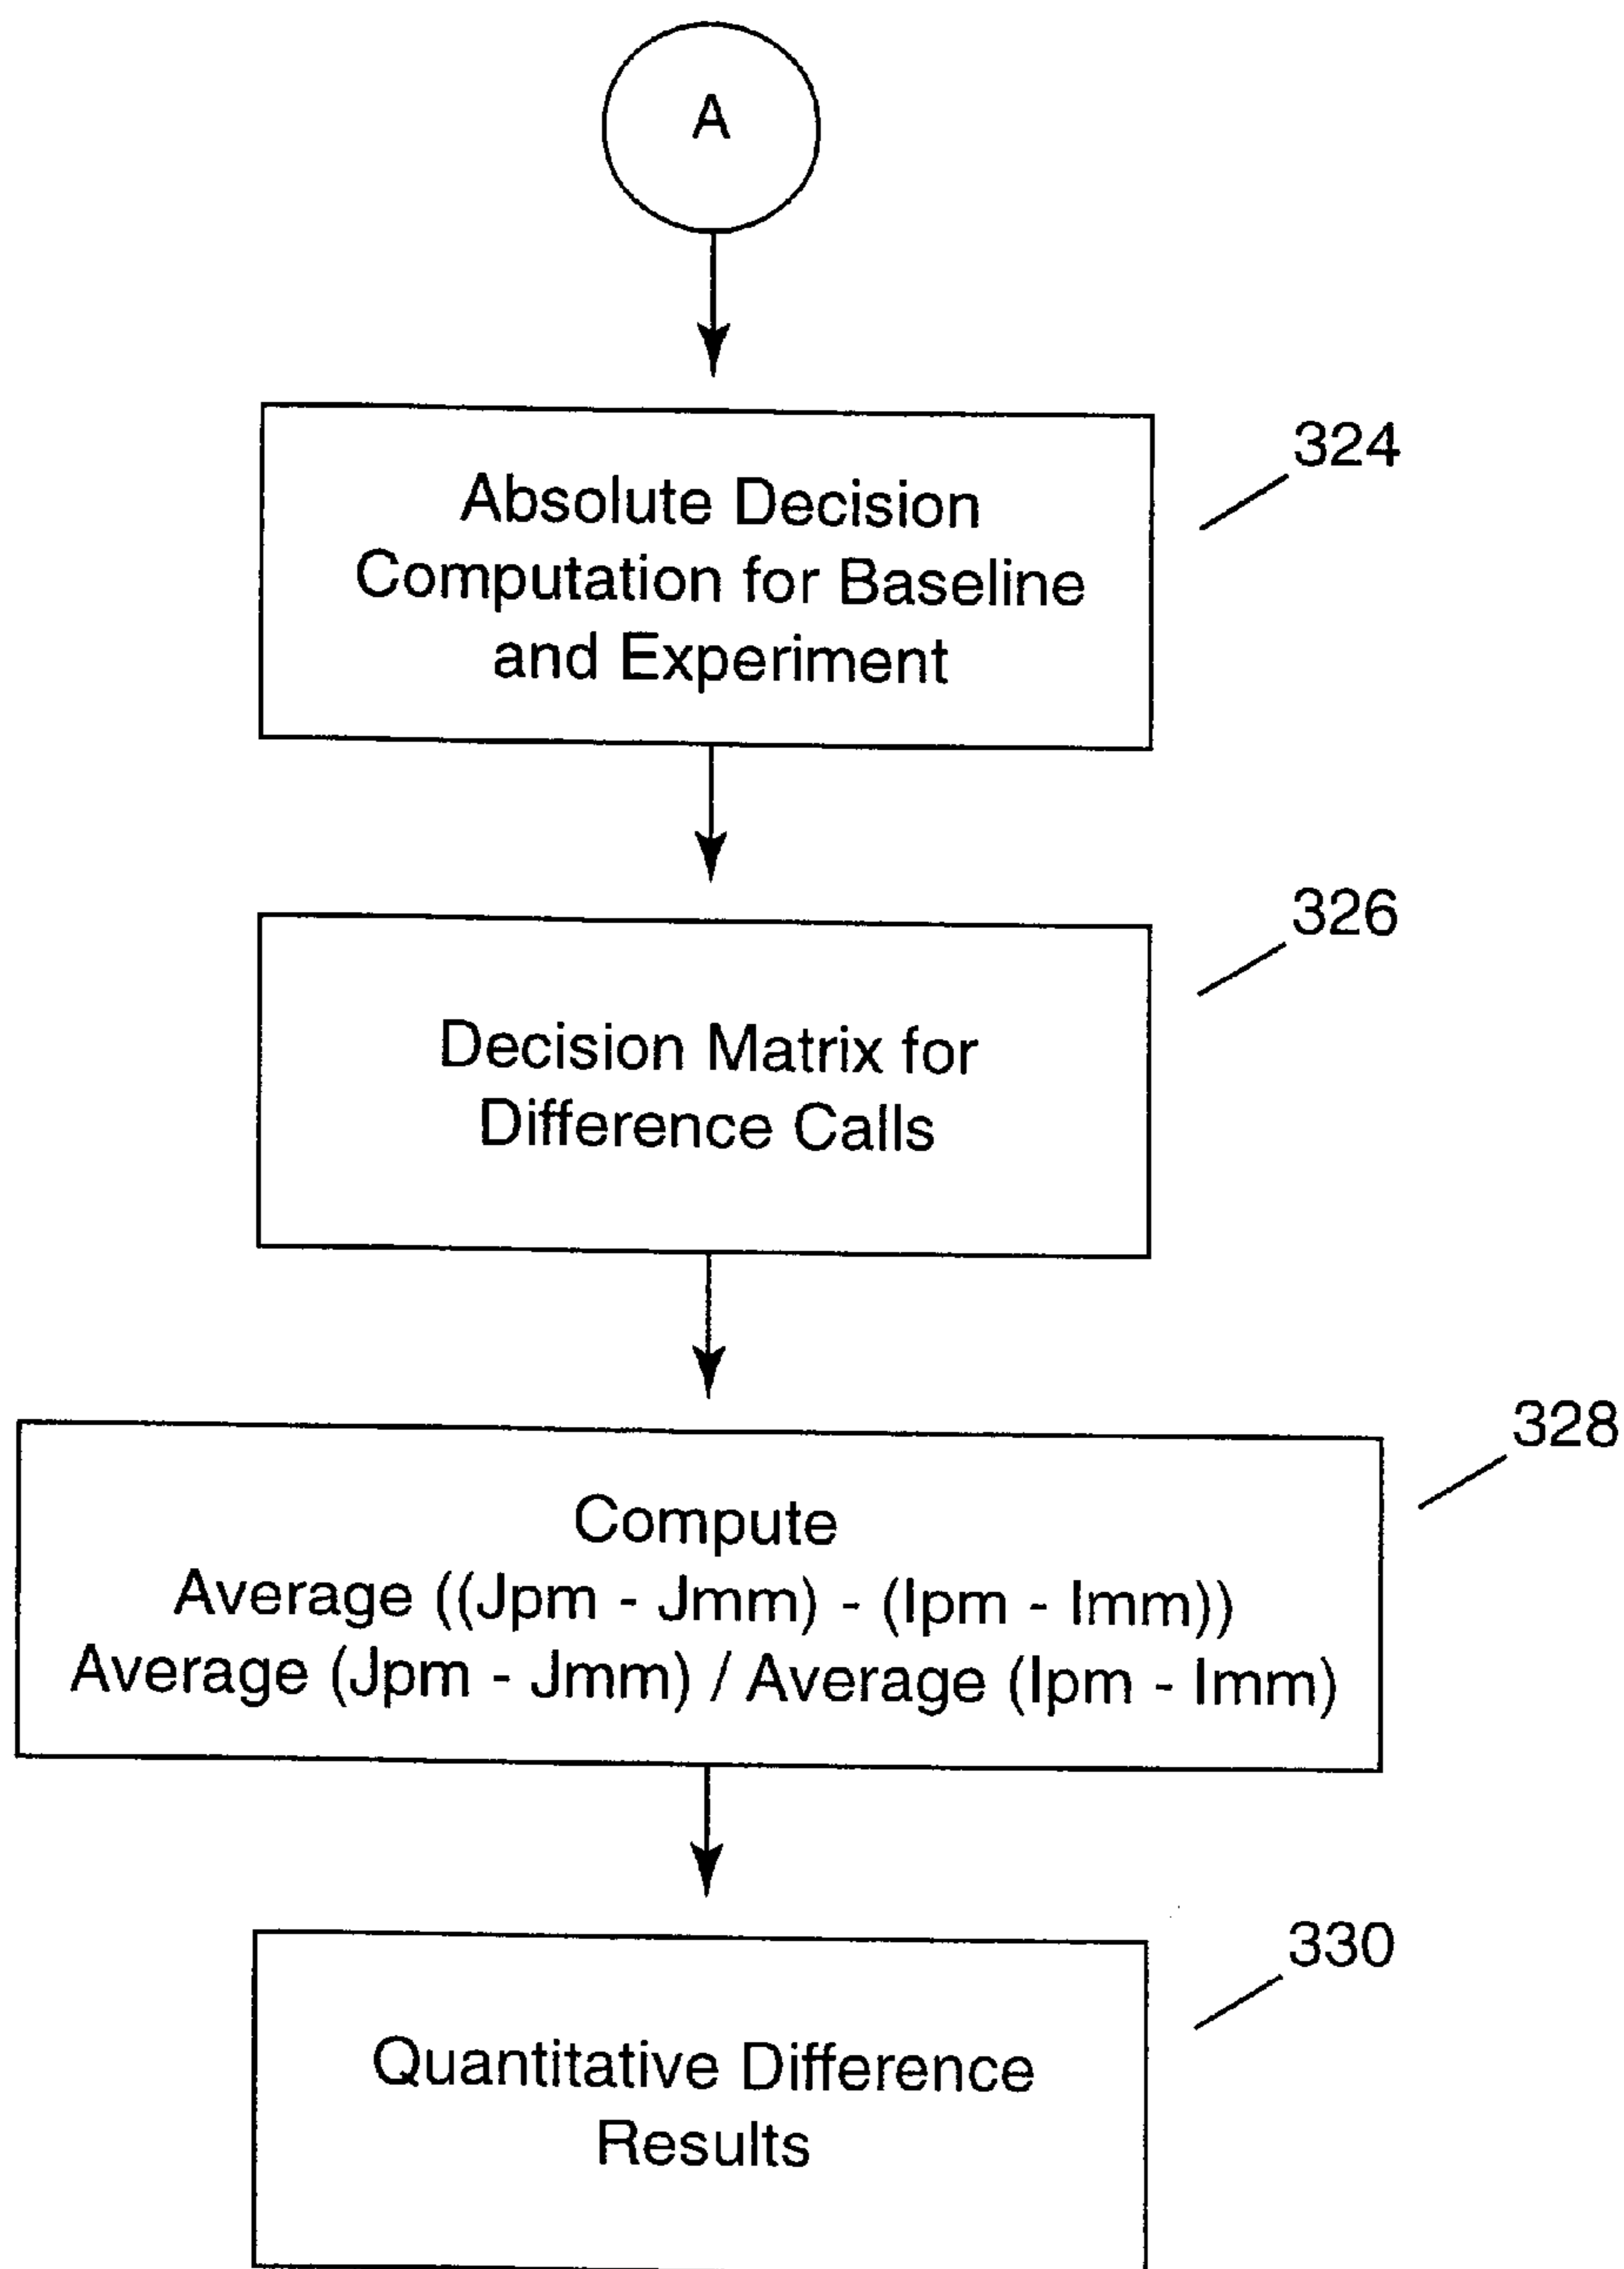 A
324
Absolute Decision
Computation for Baseline
and Experiment
326
Decision Matrix for
Difference Calls
328
Compute
Average ((Jpm - Jmm) - (Ipm - Imm))
Average (Jpm - Jmm) / Average (Ipm - Imm)
330
Quantitative Difference
Results